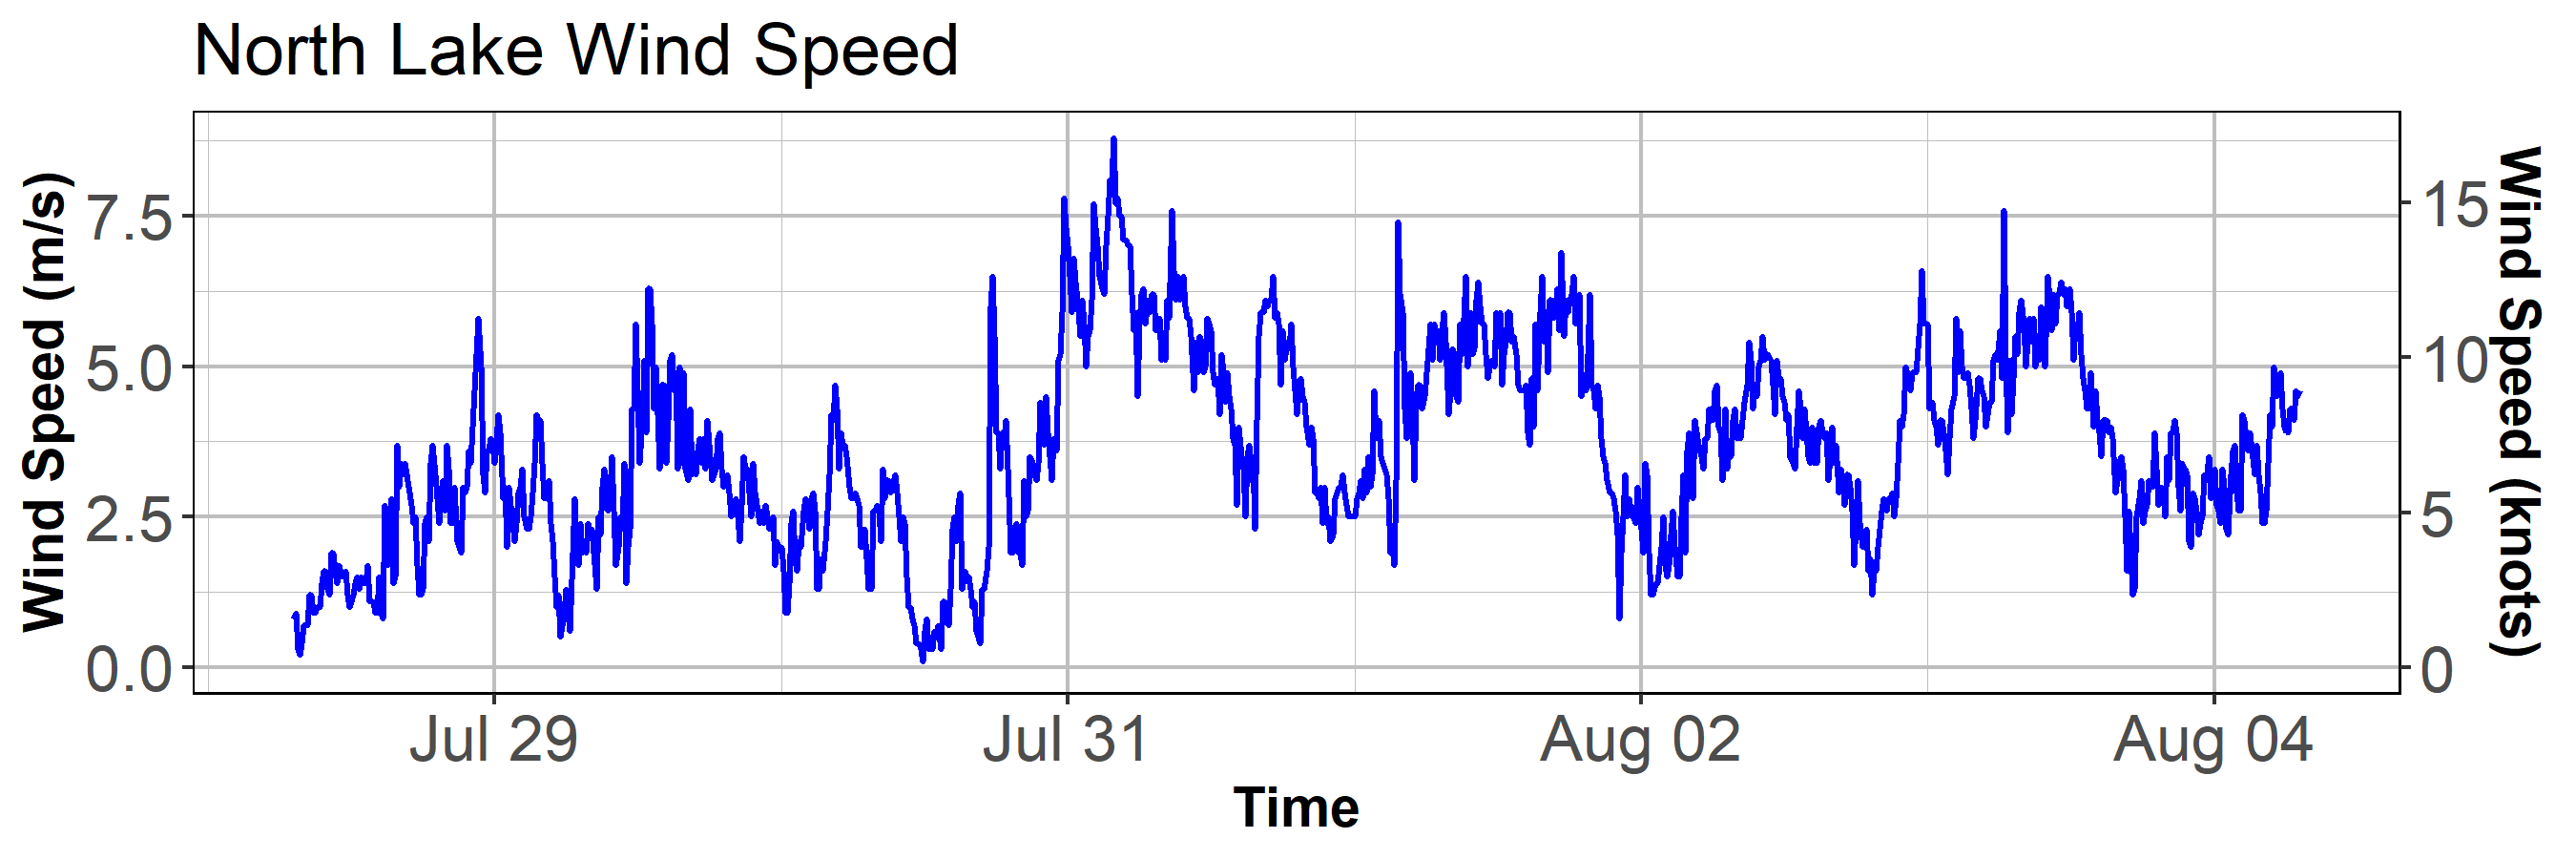 North Lake Wind Speed
Wind Speed (m/s)
7.5
5.0
2.5
0.0
15
10
5
0
Wind Speed (knots)
Jul 29
Jul 31
Aug 02
Aug 04
Time